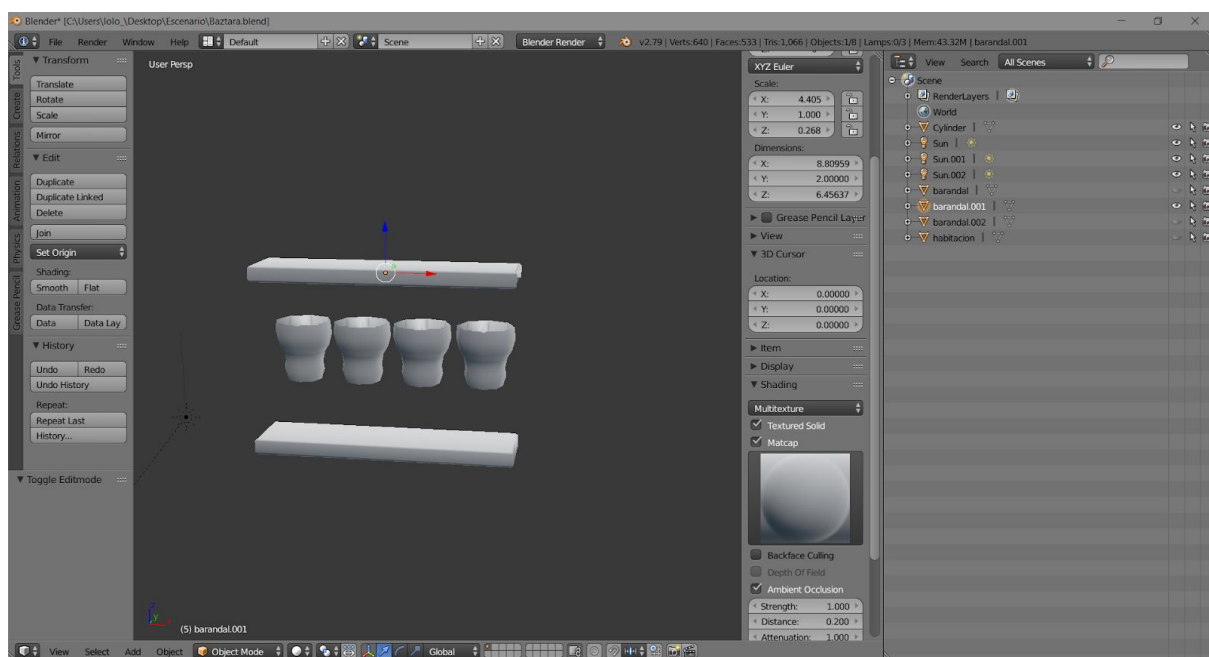 Blender* [C:\Users\lolo_\Desktop\Escenario\Baztara.blend]
File Render Window Help Default Scene Blender Render v2.79 | Verts:640 | Faces:533 | Tris:1,066 | Objects:1/8 | Lamps:0/3 | Mem:43.32M | barandal.001
Tools
Create
Relations
Animation
Physics
Grease Pencil
Transform
Translate
Rotate
Scale
Mirror
Edit
Duplicate
Duplicate Linked
Delete
Join
Set Origin
Shading:
Smooth Flat
Data Transfer:
Data Data Lay
History
Undo Redo
Undo History
Repeat:
Repeat Last
History...
Toggle Editmode
User Persp
(5) barandal.001
XYZ Euler
Scale:
X: 4.405
Y: 1.000
Z: 0.268
Dimensions:
X: 8.80959
Y: 2.00000
Z: 6.45637
Grease Pencil Layer
View
3D Cursor
Location:
X: 0.00000
Y: 0.00000
Z: 0.00000
Item
Display
Shading
Multitexture
Textured Solid
Matcap
Backface Culling
Depth Of Field
Ambient Occlusion
Strength: 1.000
Distance: 0.200
Attenuation: 1.000
View Search All Scenes
Scene
RenderLayers |
World
Cylinder |
Sun |
Sun.001 |
Sun.002 |
barandal |
barandal.001 |
barandal.002 |
habitacion |
View Select Add Object Object Mode Global